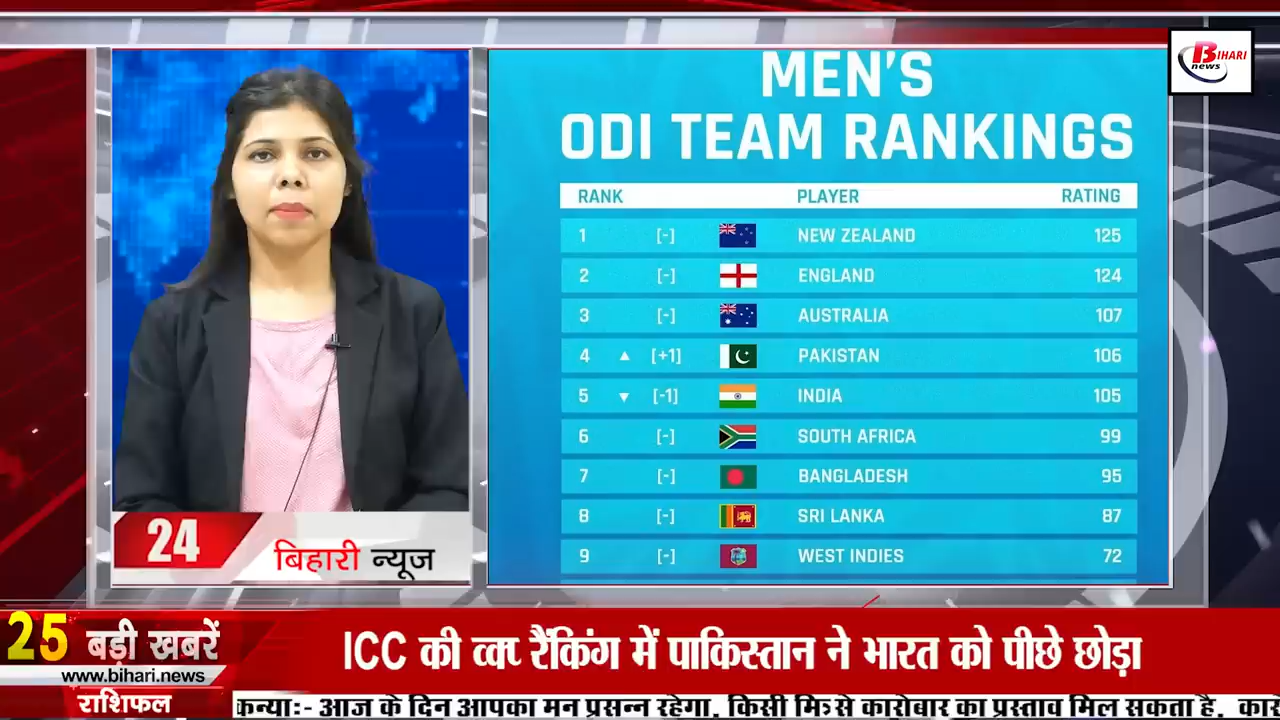 BIHARI
news
MEN'S
ODI TEAM RANKINGS
RANK PLAYER RATING
1 [-] NEW ZEALAND 125
2 [-] ENGLAND 124
3 [-] AUSTRALIA 107
4 ▲ [+1] PAKISTAN 106
5 ▼ [-1] INDIA 105
6 [-] SOUTH AFRICA 99
7 [-] BANGLADESH 95
8 [-] SRI LANKA 87
9 [-] WEST INDIES 72
24
बिहारी न्यूज
25 बड़ी खबरें
www.bihari.news
ICC की रैंकिंग में पाकिस्तान ने भारत को पीछे छोड़ा
राशिफल
कन्या:- आज के दिन आपका मन प्रसन्न रहेगा, किसी मित्र से कारोबार का प्रस्ताव मिल सकता है,